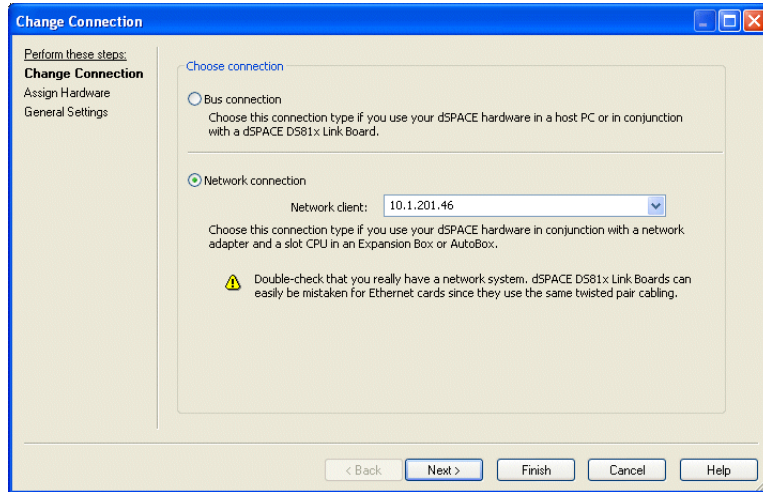 Change Connection
Perform these steps:
Change Connection
Assign Hardware
General Settings
Choose connection
Bus connection
Choose this connection type if you use your dSPACE hardware in a host PC or in conjunction
with a dSPACE DS81x Link Board.
Network connection
Network client: 10.1.201.46
Choose this connection type if you use your dSPACE hardware in conjunction with a network
adapter and a slot CPU in an Expansion Box or AutoBox.
Double-check that you really have a network system. dSPACE DS81x Link Boards can
easily be mistaken for Ethernet cards since they use the same twisted pair cabling.
< Back Next > Finish Cancel Help